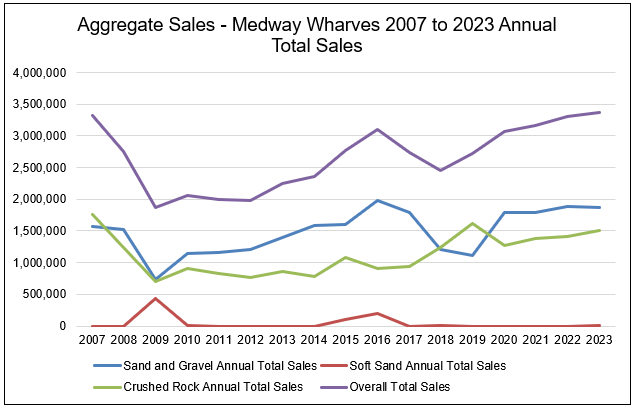 Aggregate Sales - Medway Wharves 2007 to 2023 Annual
Total Sales
4,000,000
3,500,000
3,000,000
2,500,000
2,000,000
1,500,000
1,000,000
500,000
0
2007 2008 2009 2010 2011 2012 2013 2014 2015 2016 2017 2018 2019 2020 2021 2022 2023
Sand and Gravel Annual Total Sales Soft Sand Annual Total Sales
Crushed Rock Annual Total Sales Overall Total Sales